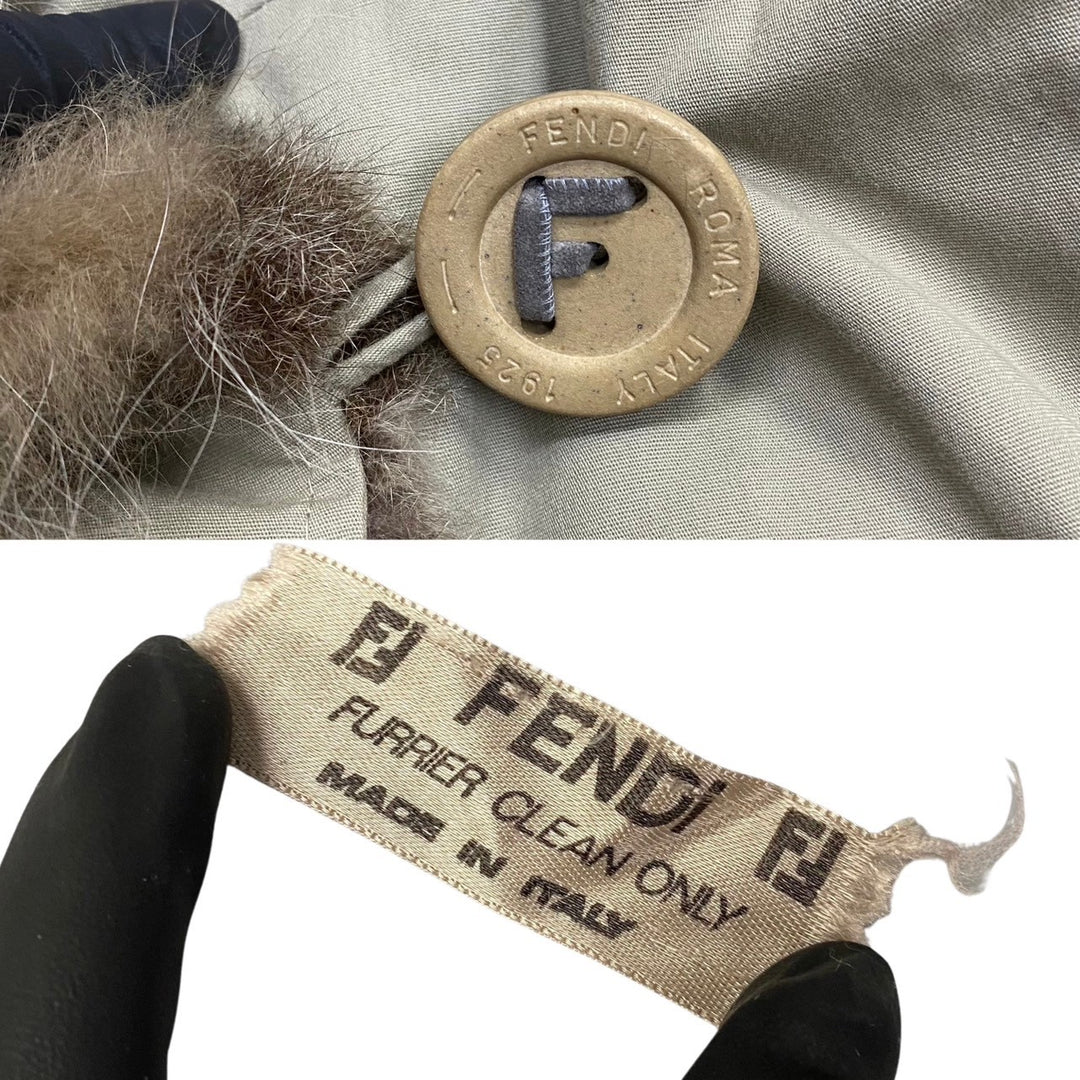 FENDI ROMA ITALY 1925
F
FENDI
FURRIER CLEAN ONLY
MADE IN ITALY